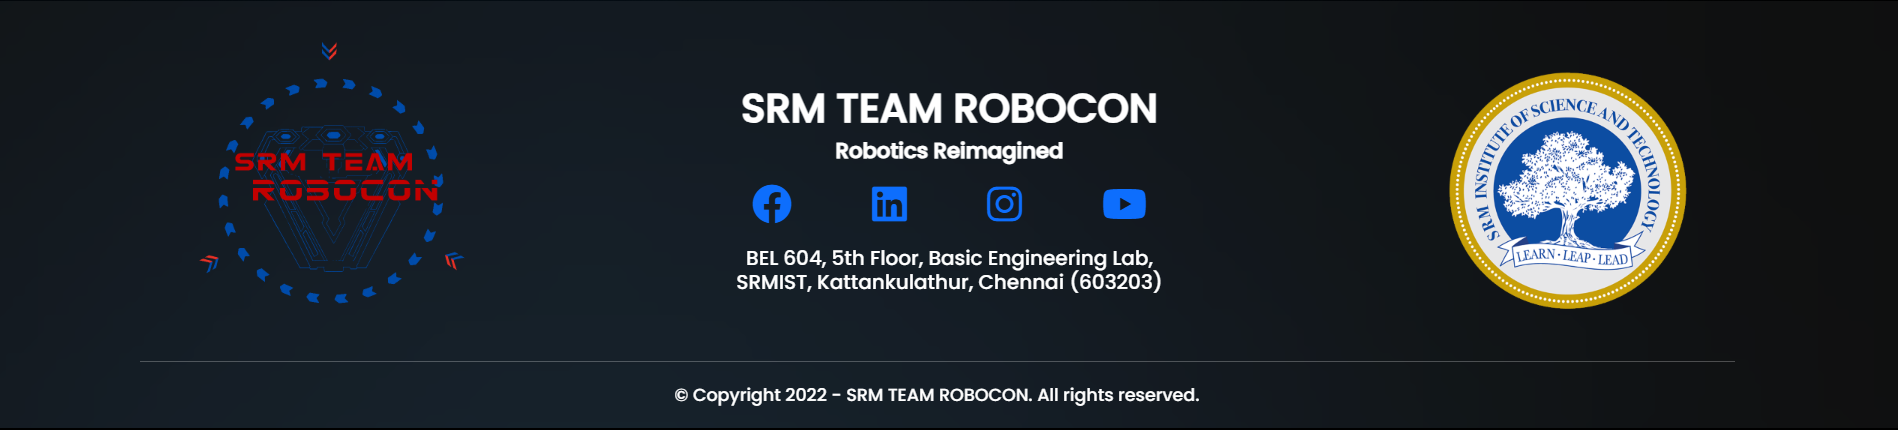 SRM TEAM
ROBOCON
SRM TEAM ROBOCON
Robotics Reimagined
BEL 604, 5th Floor, Basic Engineering Lab,
SRMIST, Kattankulathur, Chennai (603203)
SRM INSTITUTE OF SCIENCE AND TECHNOLOGY
LEARN · LEAP · LEAD
© Copyright 2022 - SRM TEAM ROBOCON. All rights reserved.